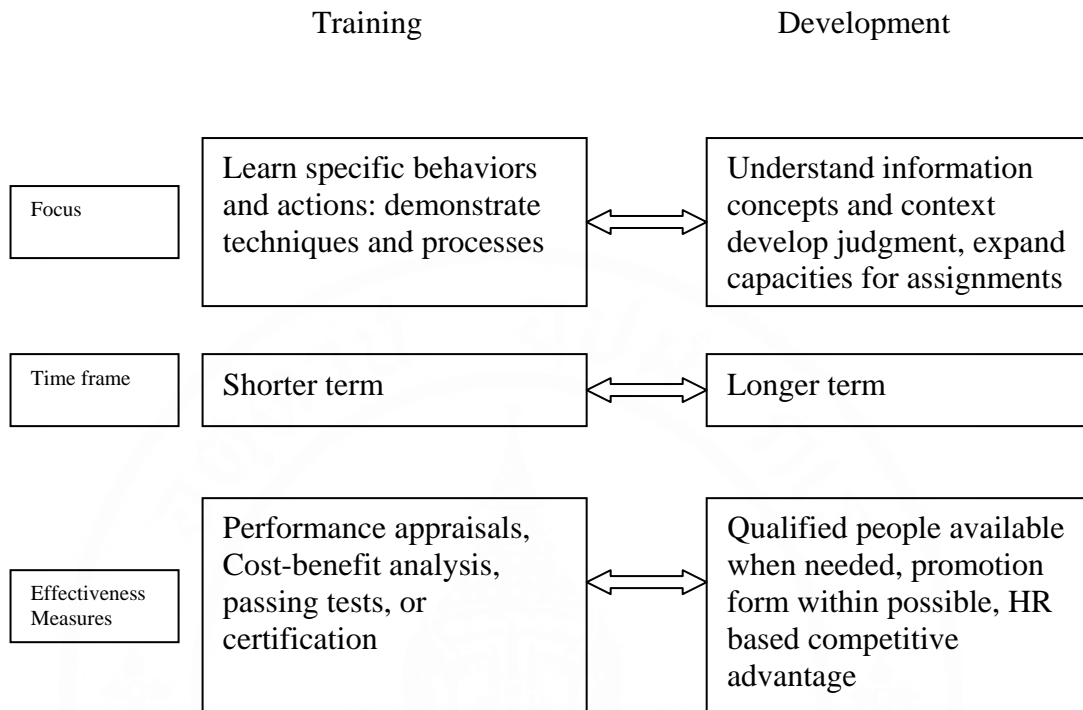 Training
Development
Focus
Learn specific behaviors
and actions: demonstrate
techniques and processes
Understand information
concepts and context
develop judgment, expand
capacities for assignments
Time frame
Shorter term
Longer term
Effectiveness
Measures
Performance appraisals,
Cost-benefit analysis,
passing tests, or
certification
Qualified people available
when needed, promotion
form within possible, HR
based competitive
advantage